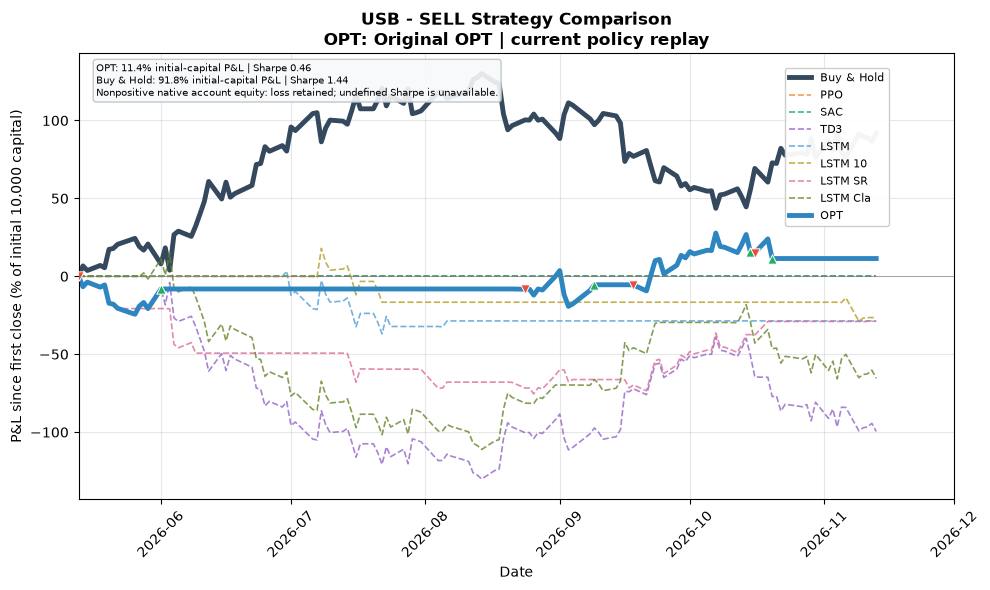 USB - SELL Strategy Comparison
OPT: Original OPT | current policy replay
OPT: 11.4% initial-capital P&L | Sharpe 0.46
Buy & Hold: 91.8% initial-capital P&L | Sharpe 1.44
Nonpositive native account equity: loss retained; undefined Sharpe is unavailable.
Buy & Hold
PPO
SAC
TD3
LSTM
LSTM 10
LSTM SR
LSTM Cla
OPT
P&L since first close (% of initial 10,000 capital)
100
50
0
−50
−100
2026-06
2026-07
2026-08
2026-09
2026-10
2026-11
2026-12
Date